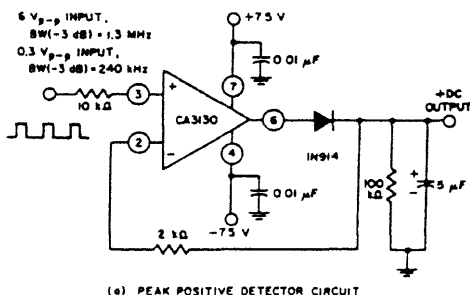 6 Vp-p INPUT,
BW(-3 dB) = 1.3 MHz
0.3 Vp-p INPUT,
BW(-3 dB) = 240 kHz
+7.5 V
0.01 µF
7
10 kΩ
3
+
CA3130
6
2
−
4
1N914
+DC
OUTPUT
100
kΩ
+
−
5 µF
0.01 µF
−7.5 V
2 kΩ
(a) PEAK POSITIVE DETECTOR CIRCUIT